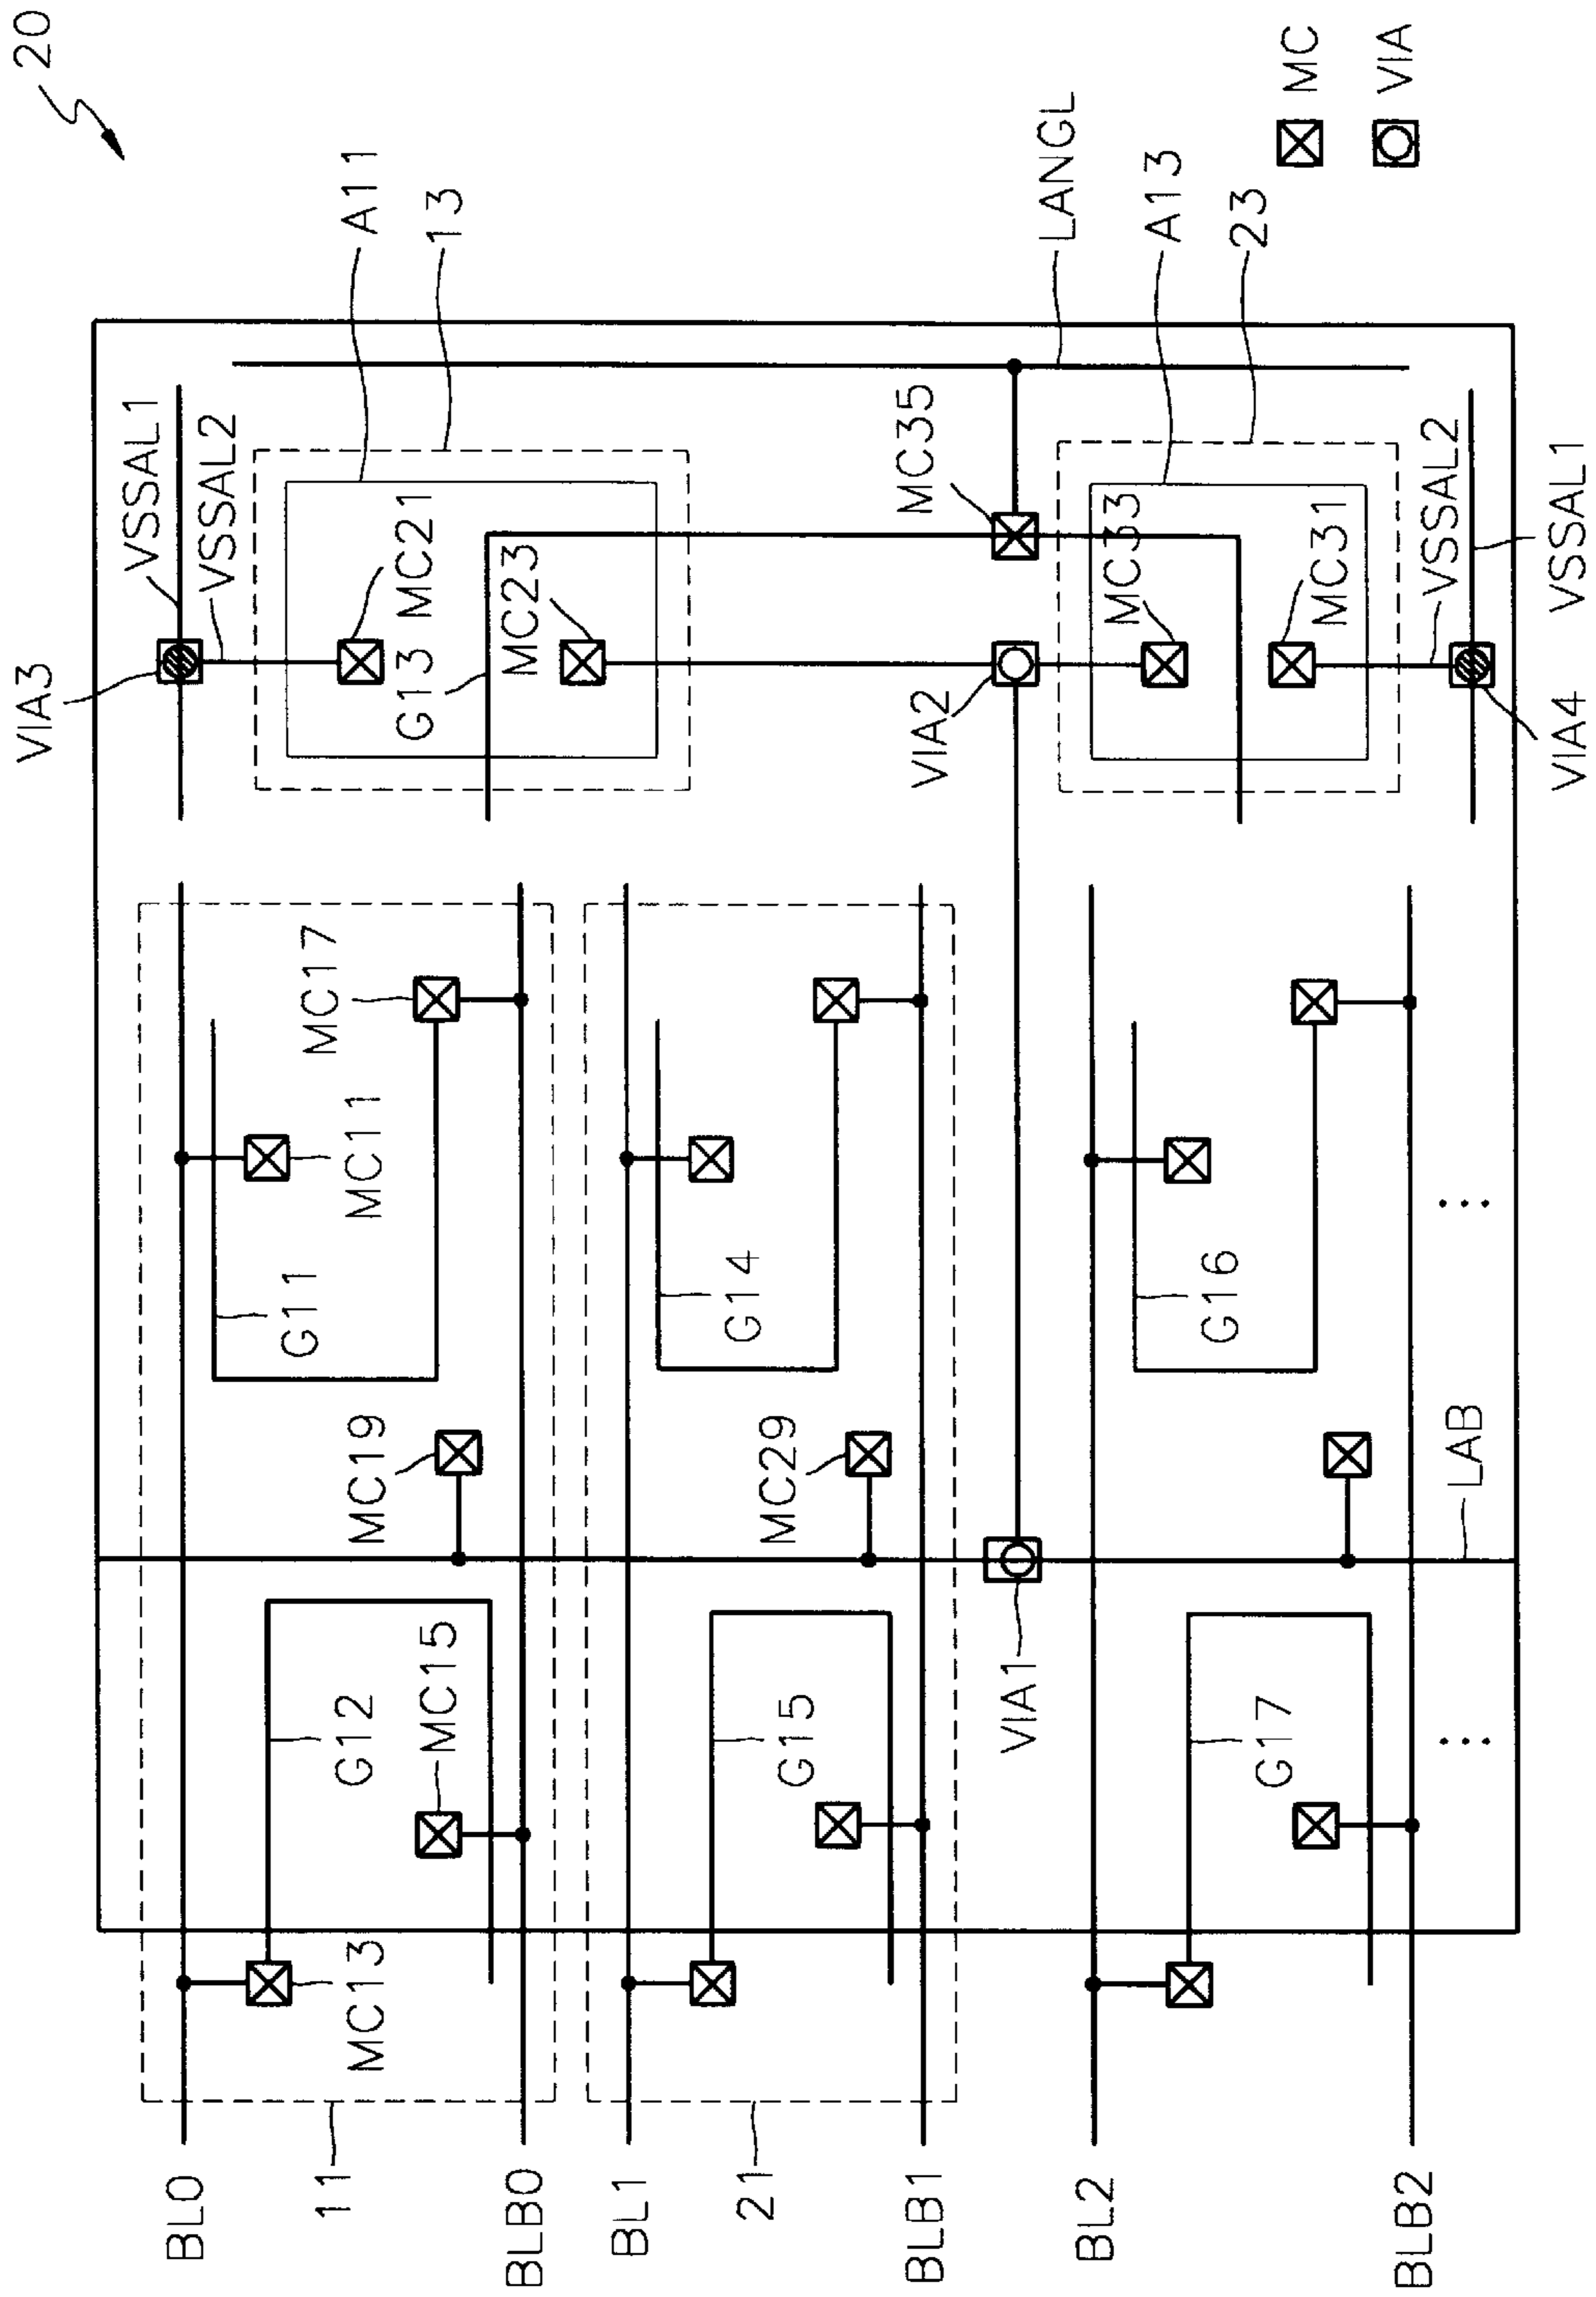 20
VIA3
VSSAL1
VSSAL2
A11
13
MC21
G13
MC23
MC35
LANGL
A13
23
MC
VIA
VIA2
MC33
MC31
VSSAL2
VSSAL1
VIA4
MC17
MC11
G11
G14
G16
MC19
MC29
LAB
G12
MC15
G15
VIA1
G17
MC13
11
21
BL0
BLB0
BL1
BLB1
BL2
BLB2